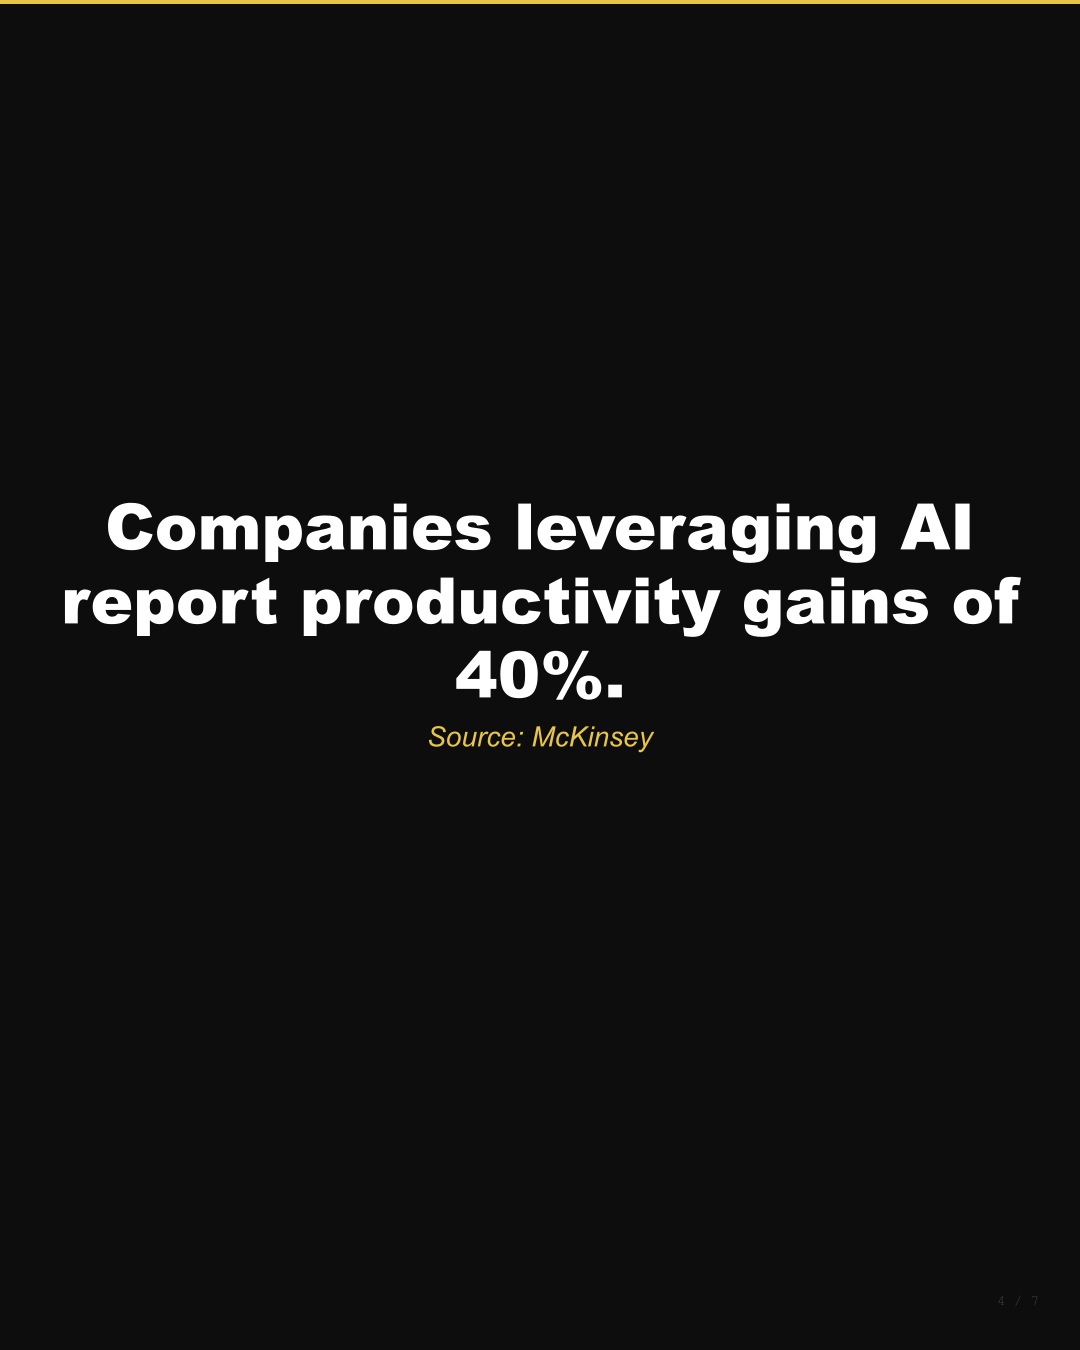 Companies leveraging AI
report productivity gains of
40%.
Source: McKinsey
4 / 7